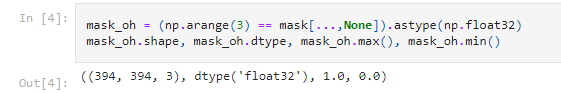 In [4]:
mask_oh = (np.arange(3) == mask[...,None]).astype(np.float32)
mask_oh.shape, mask_oh.dtype, mask_oh.max(), mask_oh.min()
Out[4]:
((394, 394, 3), dtype('float32'), 1.0, 0.0)